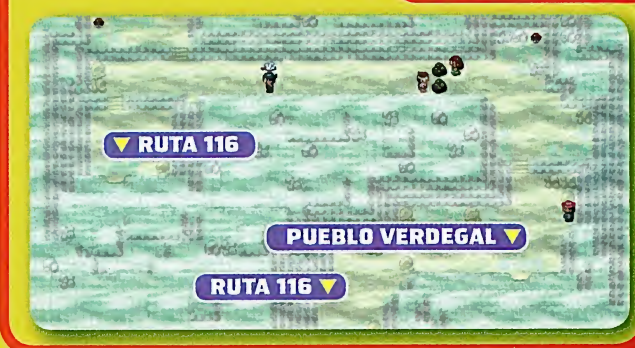 ▼ RUTA 116
PUEBLO VERDEGAL ▼
RUTA 116 ▼